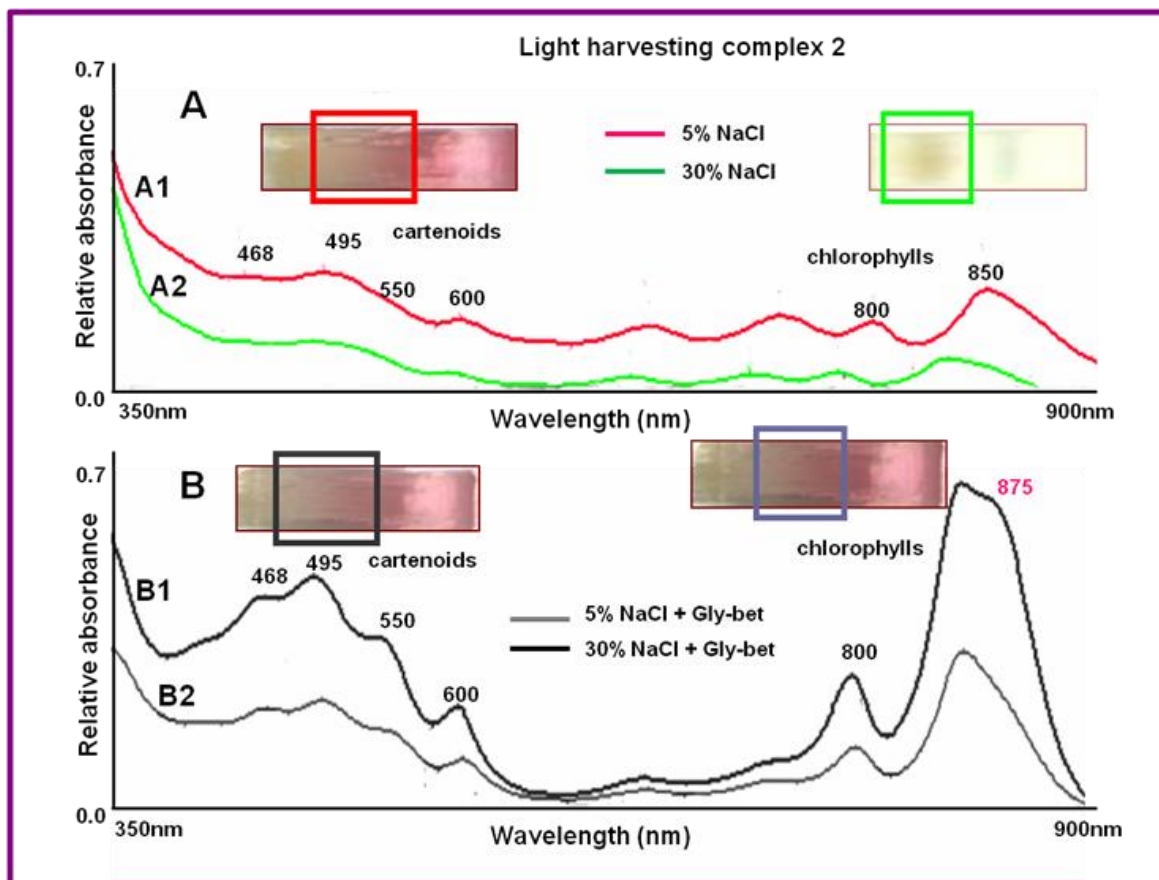 Light harvesting complex 2
0.7
A
5% NaCl
30% NaCl
A1
cartenoids
468
495
chlorophylls
850
A2
550
600
800
Relative absorbance
0.0
350nm
Wavelength (nm)
900nm
0.7
B
875
cartenoids
chlorophylls
468
495
B1
550
5% NaCl + Gly-bet
30% NaCl + Gly-bet
800
B2
600
Relative absorbance
0.0
350nm
Wavelength (nm)
900nm